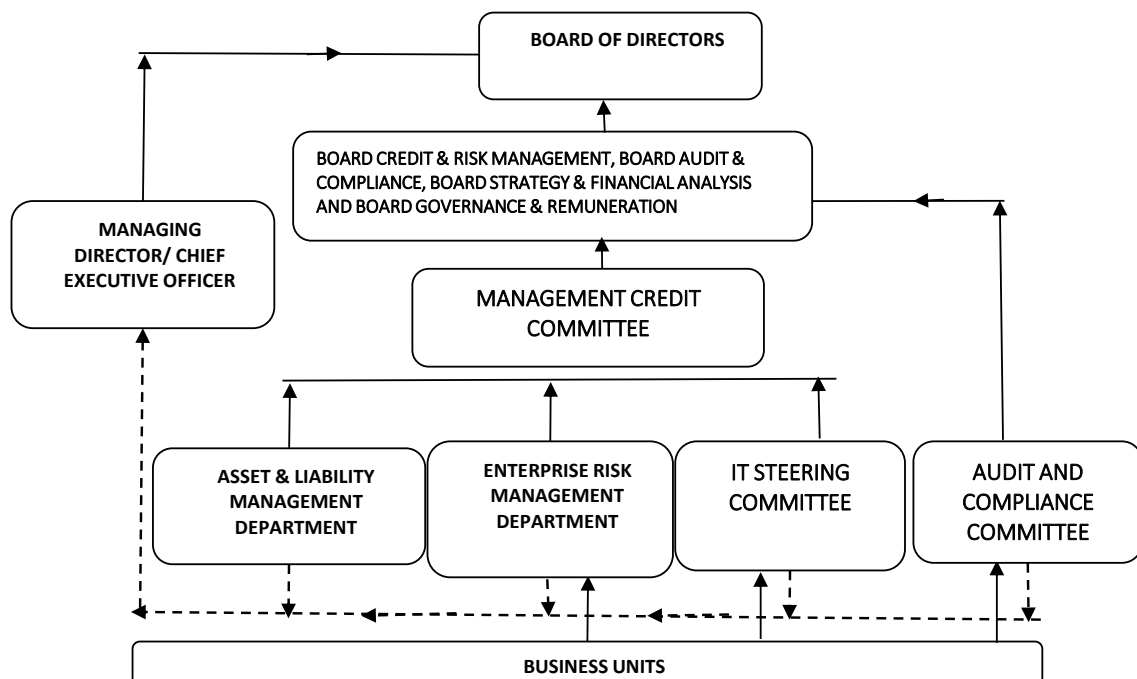 BOARD OF DIRECTORS
BOARD CREDIT & RISK MANAGEMENT, BOARD AUDIT &
COMPLIANCE, BOARD STRATEGY & FINANCIAL ANALYSIS
AND BOARD GOVERNANCE & REMUNERATION
MANAGING
DIRECTOR/ CHIEF
EXECUTIVE OFFICER
MANAGEMENT CREDIT
COMMITTEE
ASSET & LIABILITY
MANAGEMENT
DEPARTMENT
ENTERPRISE RISK
MANAGEMENT
DEPARTMENT
IT STEERING
COMMITTEE
AUDIT AND
COMPLIANCE
COMMITTEE
BUSINESS UNITS